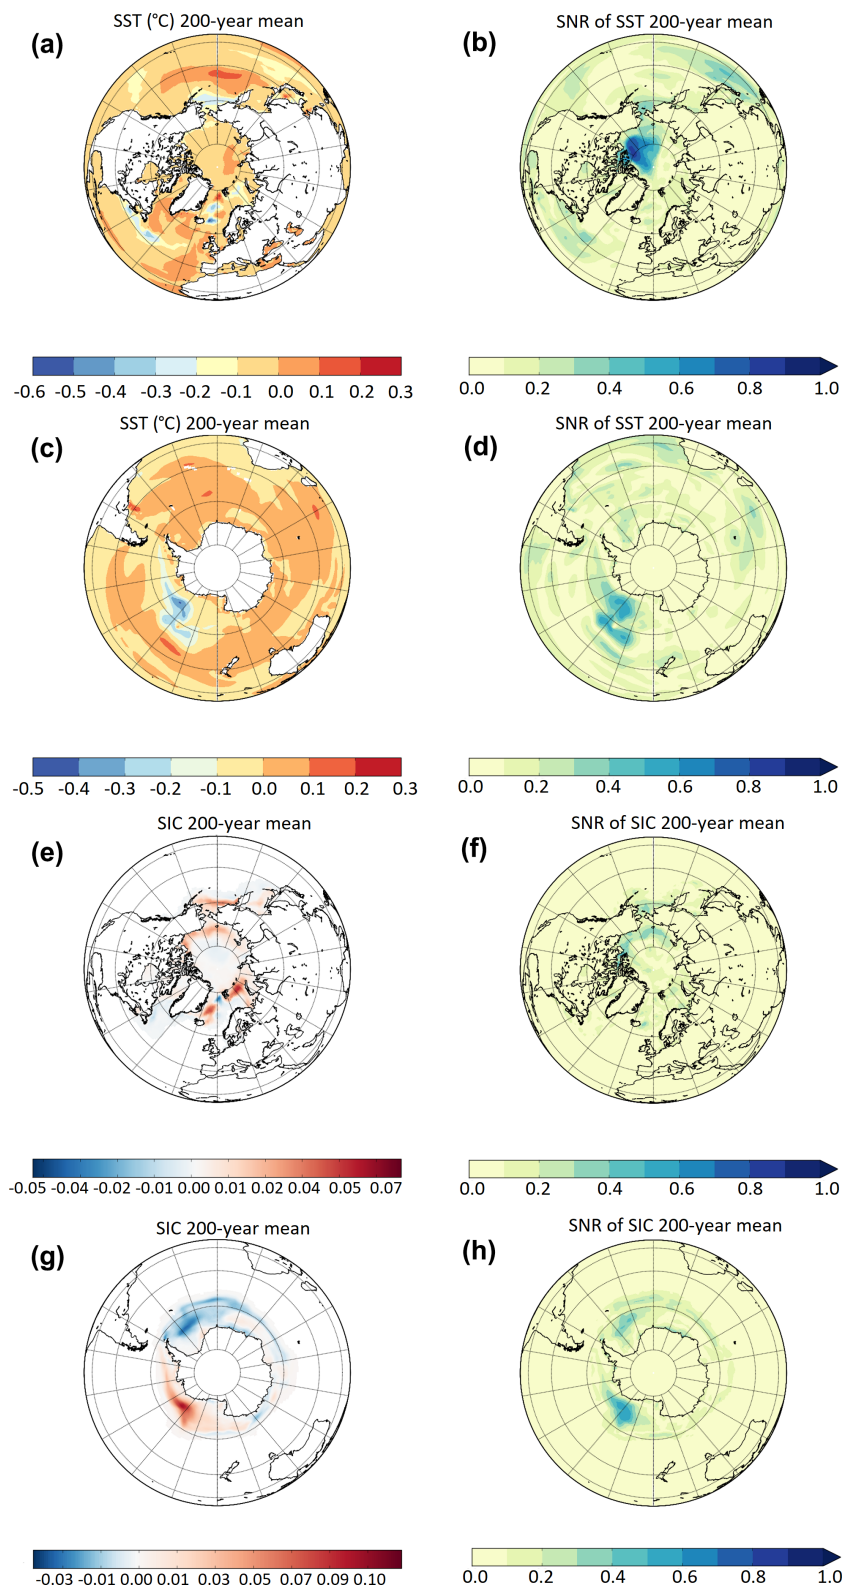 SST (°C) 200-year mean
SNR of SST 200-year mean
(a)
(b)
-0.6 -0.5 -0.4 -0.3 -0.2 -0.1 0.0 0.1 0.2 0.3
0.0 0.2 0.4 0.6 0.8 1.0
SST (°C) 200-year mean
SNR of SST 200-year mean
(c)
(d)
-0.5 -0.4 -0.3 -0.2 -0.1 0.0 0.1 0.2 0.3
0.0 0.2 0.4 0.6 0.8 1.0
SIC 200-year mean
SNR of SIC 200-year mean
(e)
(f)
-0.05 -0.04 -0.02 -0.01 0.00 0.01 0.02 0.04 0.05 0.07
0.0 0.2 0.4 0.6 0.8 1.0
SIC 200-year mean
SNR of SIC 200-year mean
(g)
(h)
-0.03 -0.01 0.00 0.01 0.03 0.05 0.07 0.09 0.10
0.0 0.2 0.4 0.6 0.8 1.0